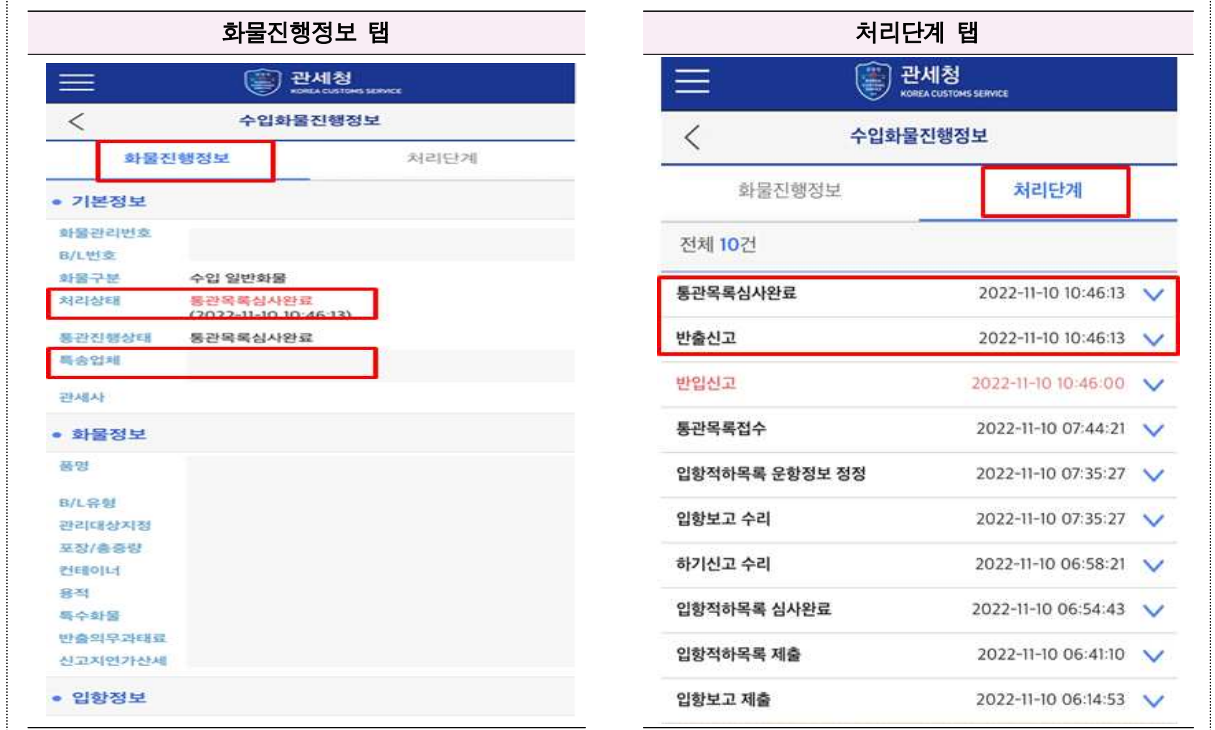 화물진행정보 탭
관세청
KOREA CUSTOMS SERVICE
수입화물진행정보
화물진행정보 처리단계
기본정보
화물관리번호
B/L번호
화물구분 수입 일반화물
처리상태 통관목록심사완료
(2022-11-10 10:46:13)
통관진행상태 통관목록심사완료
특송업체
관세사
화물정보
품명
B/L유형
관리대상지정
포장/총중량
컨테이너
용적
특수화물
반출의무과태료
신고지연가산세
입항정보
처리단계 탭
관세청
KOREA CUSTOMS SERVICE
수입화물진행정보
화물진행정보 처리단계
전체 10건
통관목록심사완료 2022-11-10 10:46:13
반출신고 2022-11-10 10:46:13
반입신고 2022-11-10 10:46:00
통관목록접수 2022-11-10 07:44:21
입항적하목록 운항정보 정정 2022-11-10 07:35:27
입항보고 수리 2022-11-10 07:35:27
하기신고 수리 2022-11-10 06:58:21
입항적하목록 심사완료 2022-11-10 06:54:43
입항적하목록 제출 2022-11-10 06:41:10
입항보고 제출 2022-11-10 06:14:53